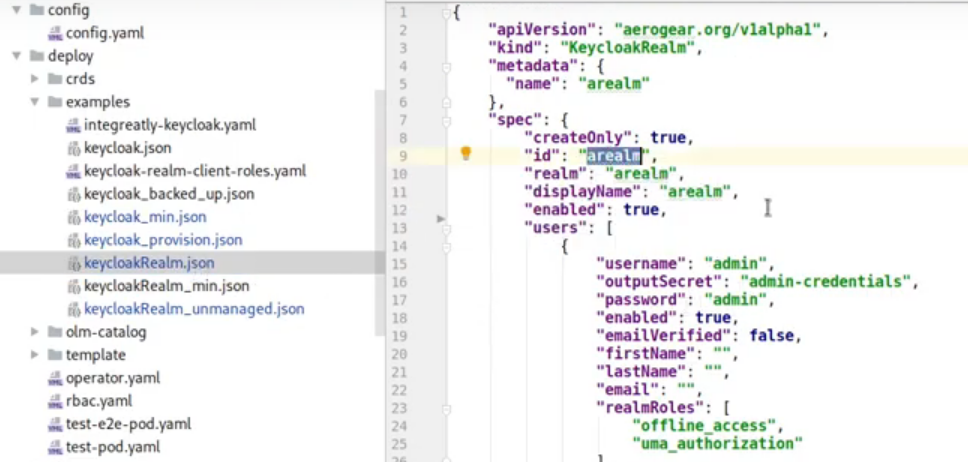 config
config.yaml
deploy
crds
examples
integreatly-keycloak.yaml
keycloak.json
keycloak-realm-client-roles.yaml
keycloak_backed_up.json
keycloak_min.json
keycloak_provision.json
keycloakRealm.json
keycloakRealm_min.json
keycloakRealm_unmanaged.json
olm-catalog
template
operator.yaml
rbac.yaml
test-e2e-pod.yaml
test-pod.yaml
1 {
2 "apiVersion": "aerogear.org/v1alpha1",
3 "kind": "KeycloakRealm",
4 "metadata": {
5 "name": "arealm"
6 },
7 "spec": {
8 "createOnly": true,
9 "id": "arealm",
10 "realm": "arealm",
11 "displayName": "arealm",
12 "enabled": true,
13 "users": [
14 {
15 "username": "admin",
16 "outputSecret": "admin-credentials",
17 "password": "admin",
18 "enabled": true,
19 "emailVerified": false,
20 "firstName": "",
21 "lastName": "",
22 "email": "",
23 "realmRoles": [
24 "offline_access",
25 "uma_authorization"